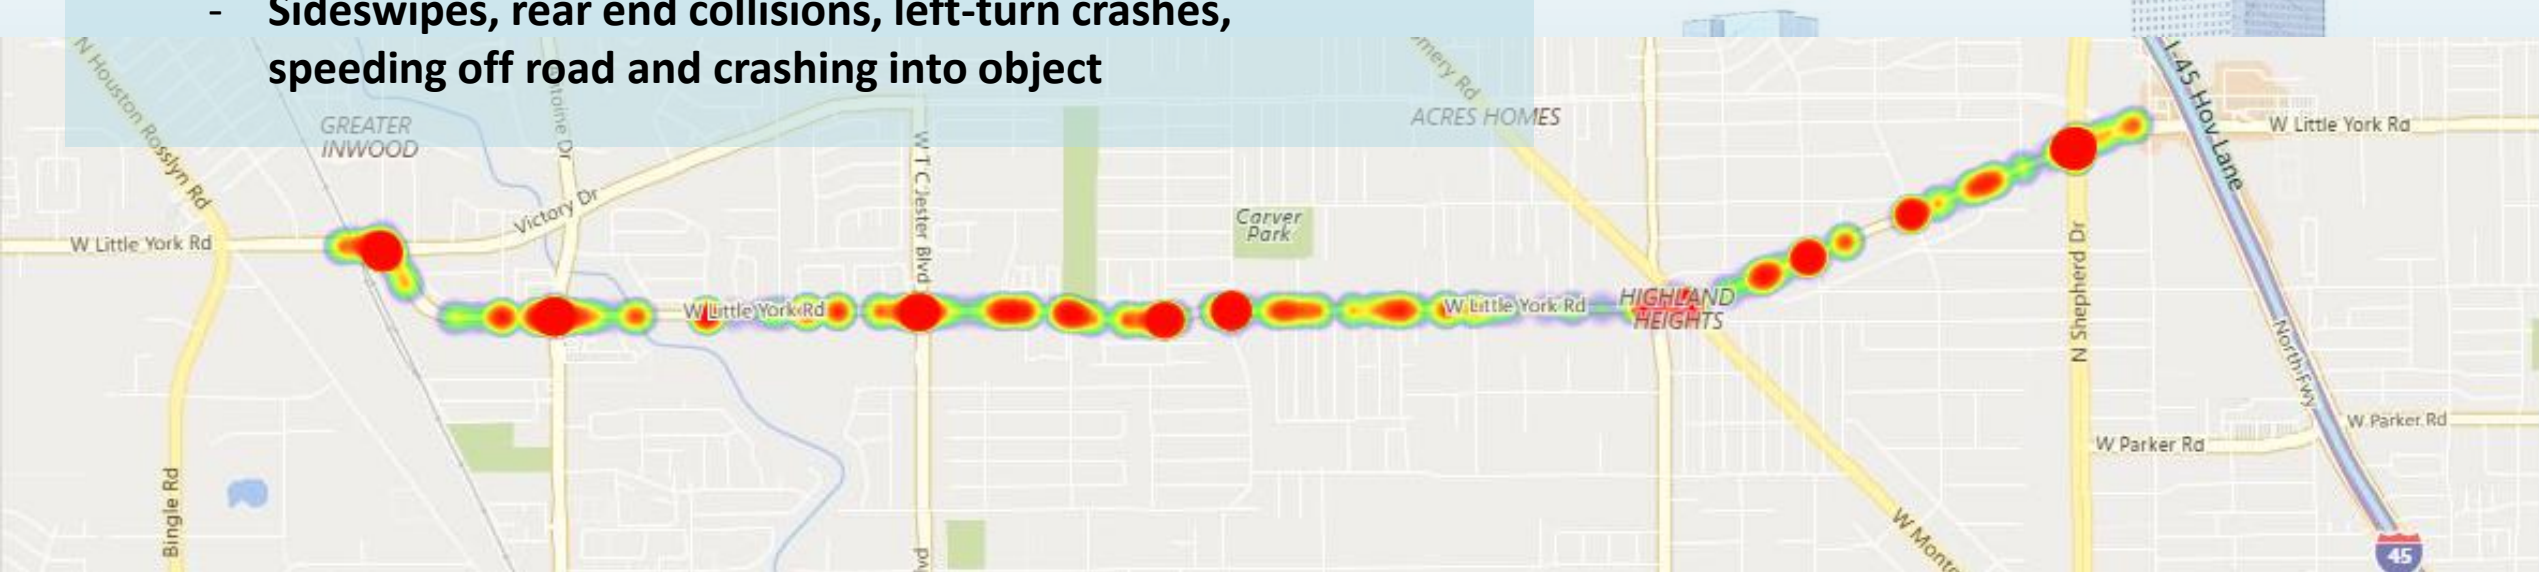 - Sideswipes, rear end collisions, left-turn crashes,
speeding off road and crashing into object
N Houston Rosslyn Rd
GREATER
INWOOD
Victory Dr
W T C Jester Blvd
ACRES HOMES
I-45 Hov Lane
W Little York Rd
Carver
Park
W Little York Rd
W Little York Rd
W Little York Rd
HIGHLAND
HEIGHTS
N Shepherd Dr
North Fwy
W Parker Rd
W Parker Rd
Bingle Rd
45